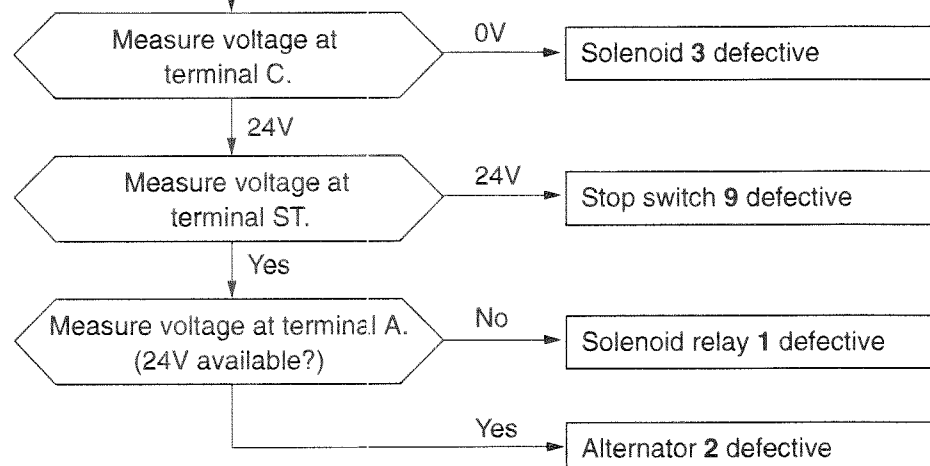 Measure voltage at
terminal C.
0V
Solenoid 3 defective
24V
Measure voltage at
terminal ST.
24V
Stop switch 9 defective
Yes
Measure voltage at terminal A.
(24V available?)
No
Solenoid relay 1 defective
Yes
Alternator 2 defective